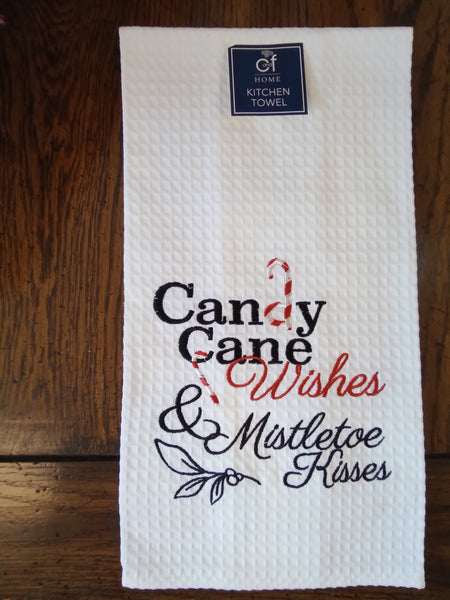 cf
HOME
KITCHEN
TOWEL
Candy
Cane
Wishes
& Mistletoe
Kisses